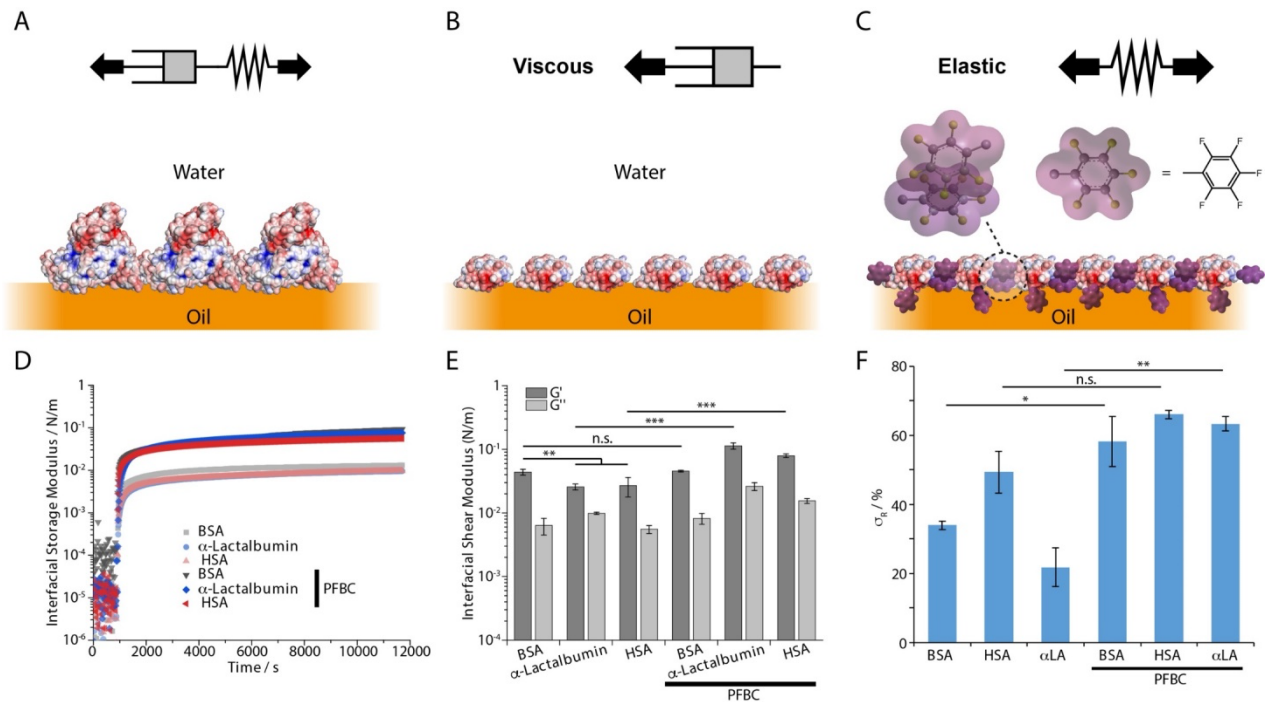 A
B
C
Viscous
Elastic
Water
Water
=
F
F
F
F
F
Oil
Oil
Oil
D
Interfacial Storage Modulus / N/m
1
10-1
10-2
10-3
10-4
10-5
10-6
BSA
α-Lactalbumin
HSA
BSA
α-Lactalbumin
HSA
PFBC
0
2000
4000
6000
8000
10000
12000
Time / s
E
Interfacial Shear Modulus (N/m)
1
10-1
10-2
10-3
10-4
G'
G''
***
***
n.s.
**
BSA
α-Lactalbumin
HSA
BSA
α-Lactalbumin
HSA
PFBC
F
σR / %
80
60
40
20
0
**
n.s.
*
BSA
HSA
αLA
BSA
HSA
αLA
PFBC